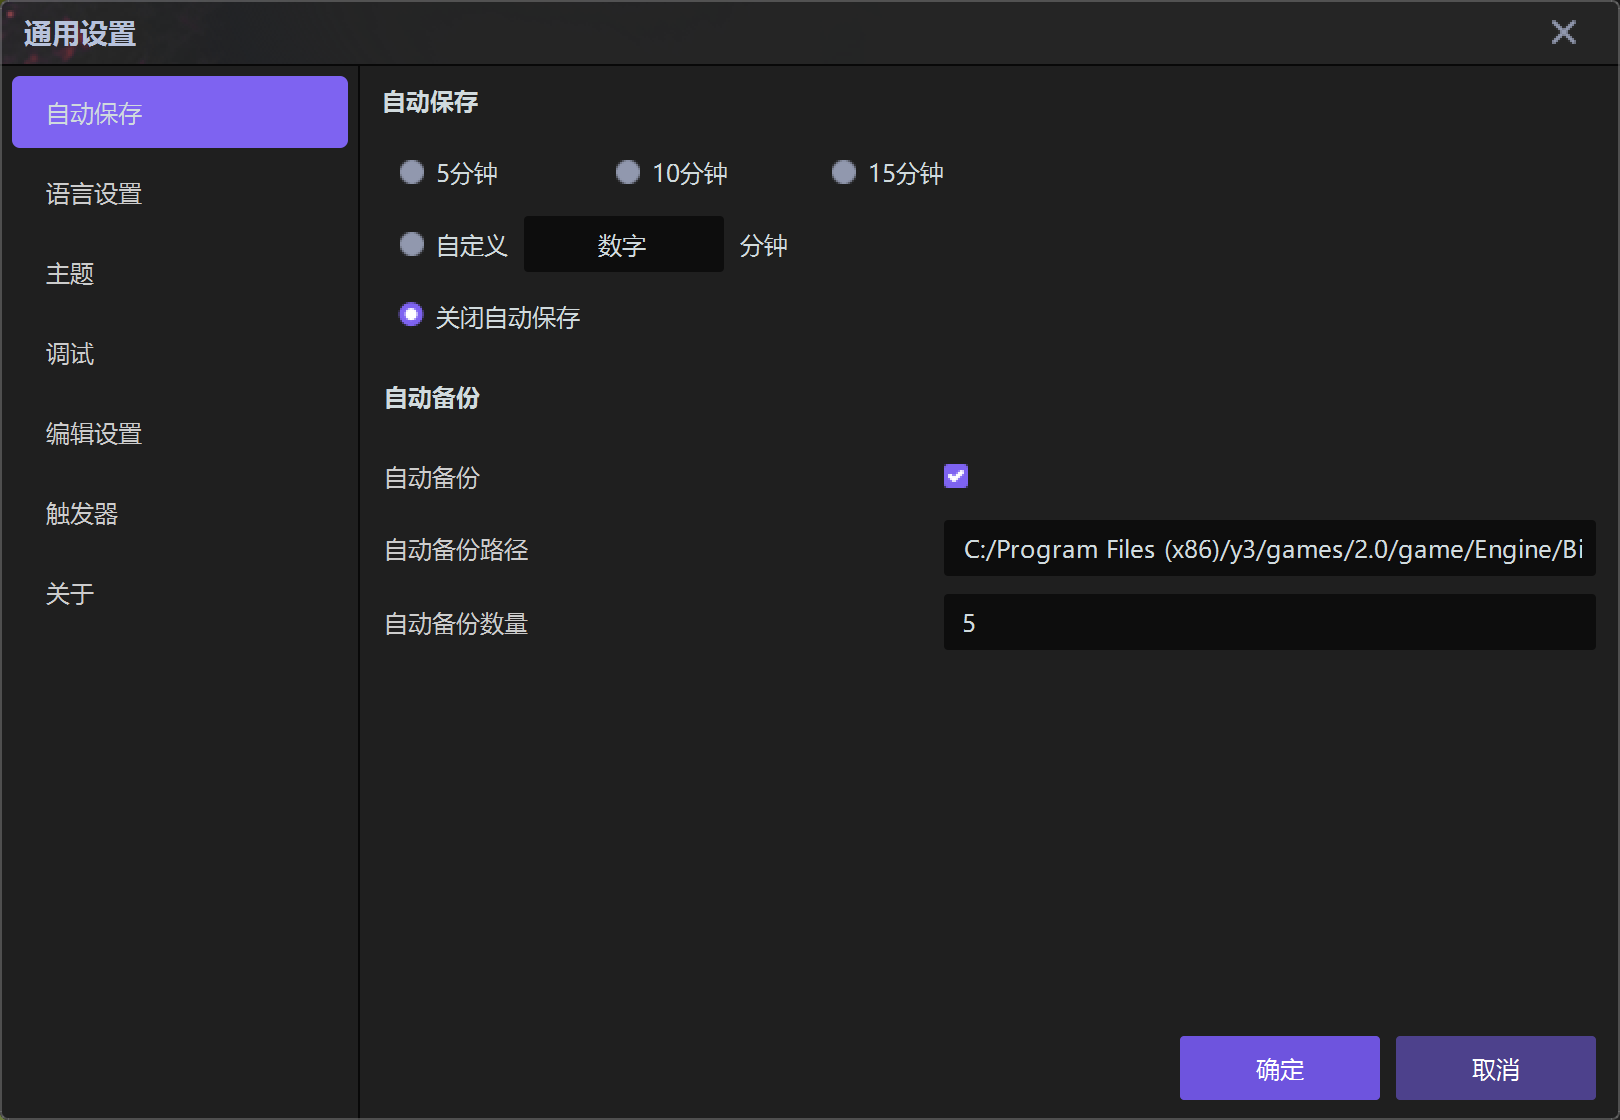 通用设置
自动保存
语言设置
主题
调试
编辑设置
触发器
关于
自动保存
5分钟 10分钟 15分钟
自定义 数字 分钟
关闭自动保存
自动备份
自动备份
自动备份路径 C:/Program Files (x86)/y3/games/2.0/game/Engine/Bi
自动备份数量 5
确定 取消